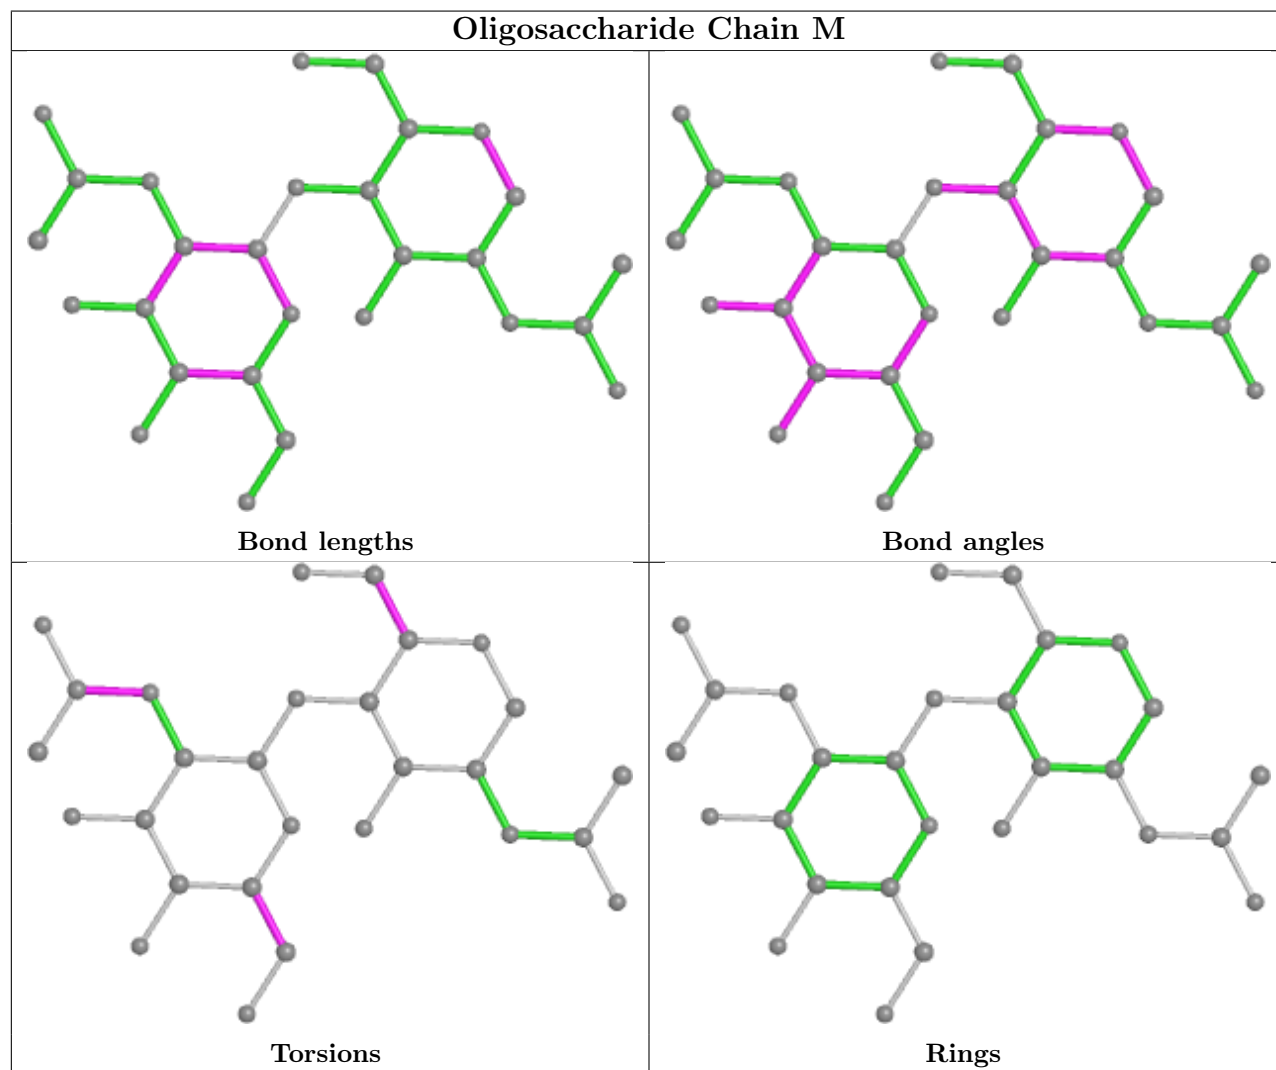 Oligosaccharide Chain M
Bond lengths
Bond angles
Torsions
Rings